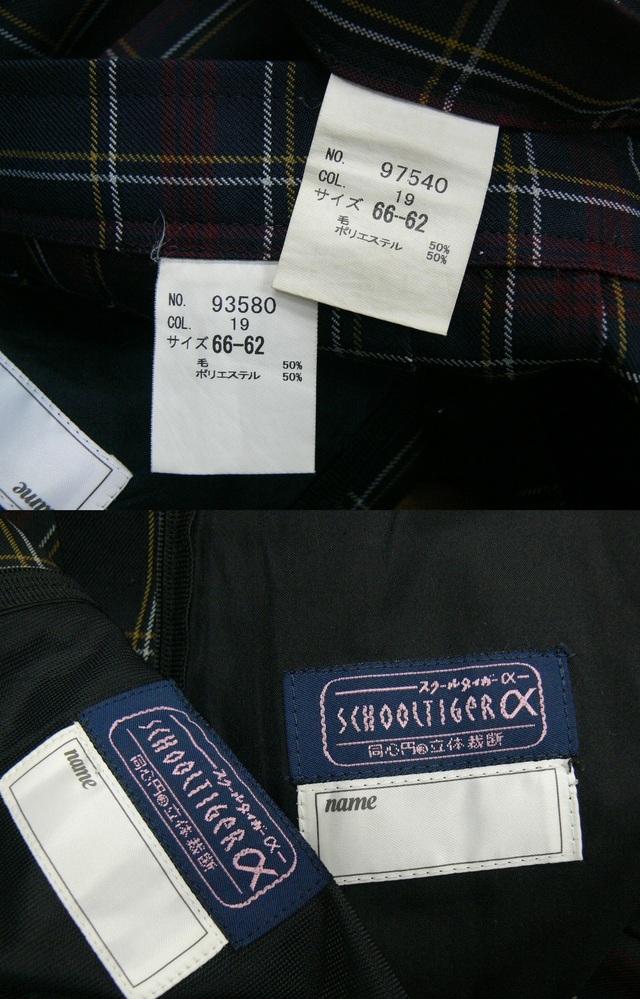 NO. 97540
COL. 19
サイズ 66-62
毛 50%
ポリエステル 50%
NO. 93580
COL. 19
サイズ 66-62
毛 50%
ポリエステル 50%
name
スクールタイガーα
SCHOOLTIGER α
同心円の立体裁断
name
スクールタイガーα
SCHOOLTIGER α
同心円の立体裁断
name